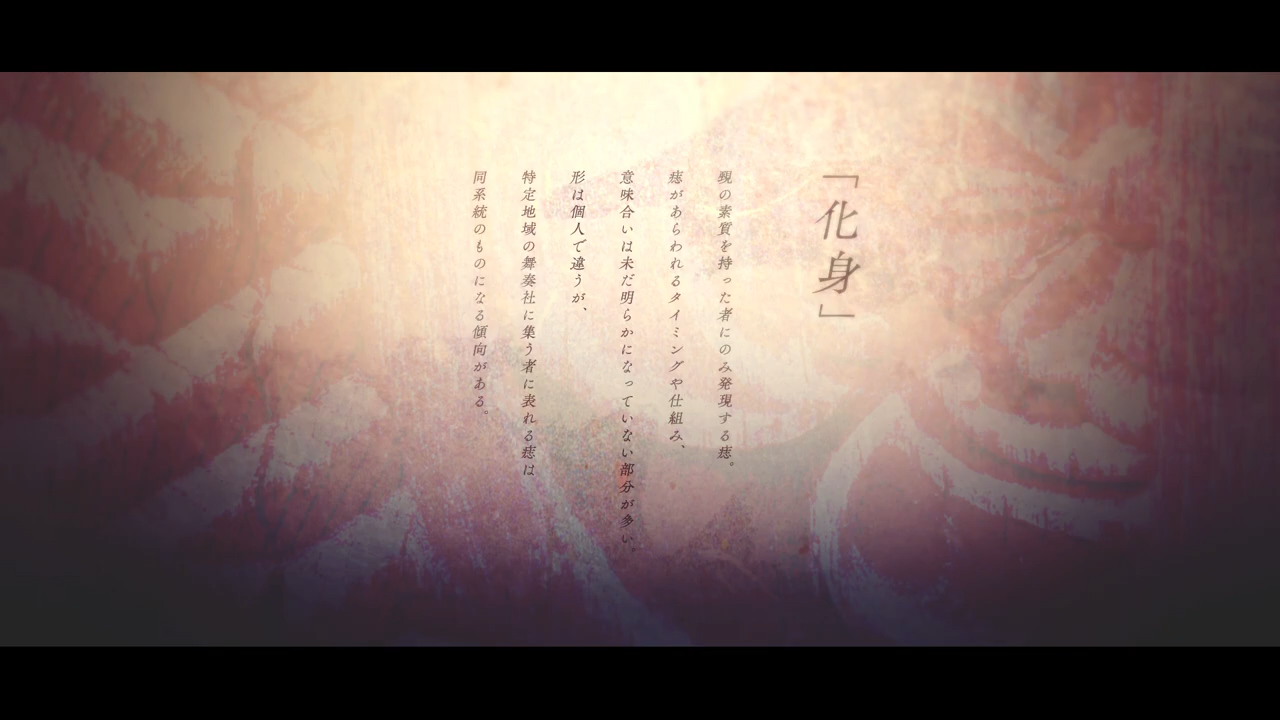 「化身」
覡の素質を持った者にのみ発現する痣。
痣があらわれるタイミングや仕組み、
意味合いは未だ明らかになっていない部分が多い。
形は個人で違うが、
特定地域の舞奏社に集う者に表れる痣は
同系統のものになる傾向がある。